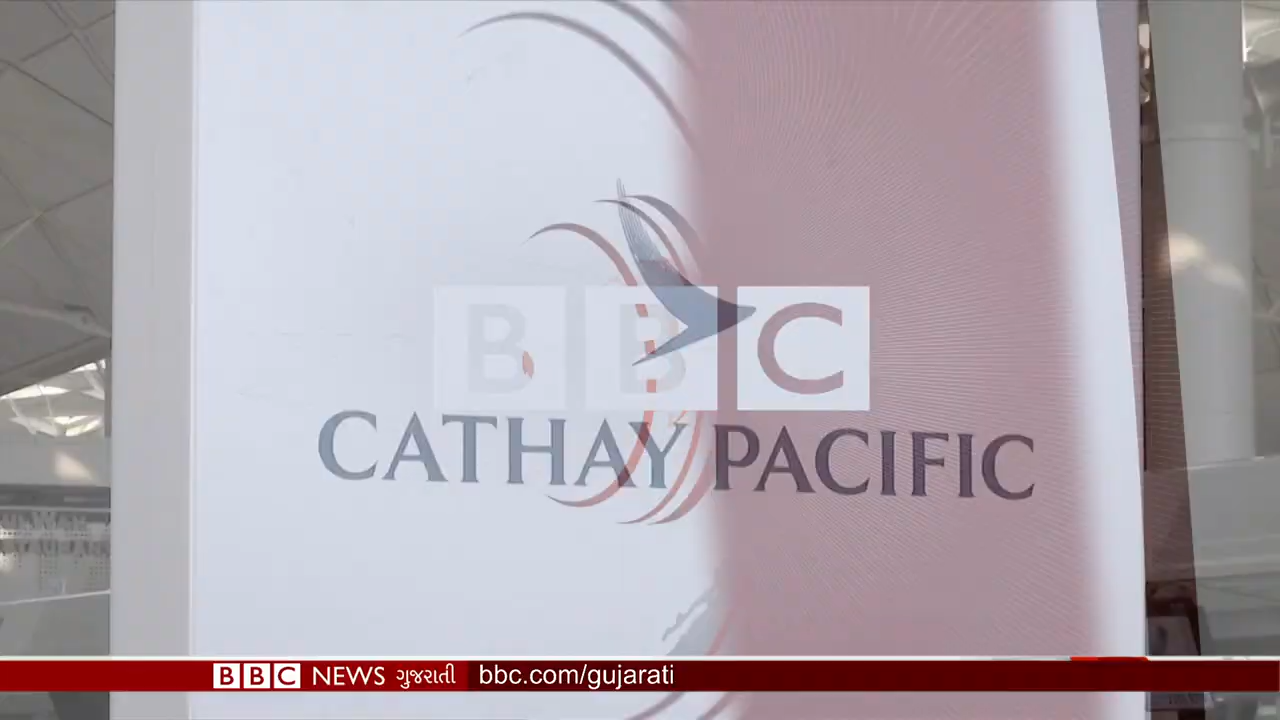 BBC
CATHAY PACIFIC
BBC NEWS ગુજરાતી bbc.com/gujarati